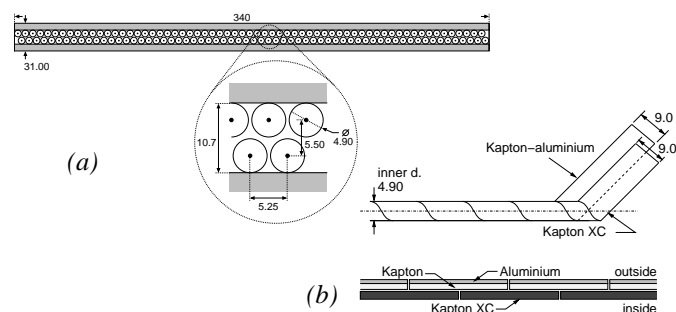 340
31.00
10.7
5.50
Ø
4.90
5.25
(a)
9.0
9.0
Kapton-aluminium
inner d.
4.90
Kapton XC
Kapton
Aluminium
outside
(b)
Kapton XC
inside